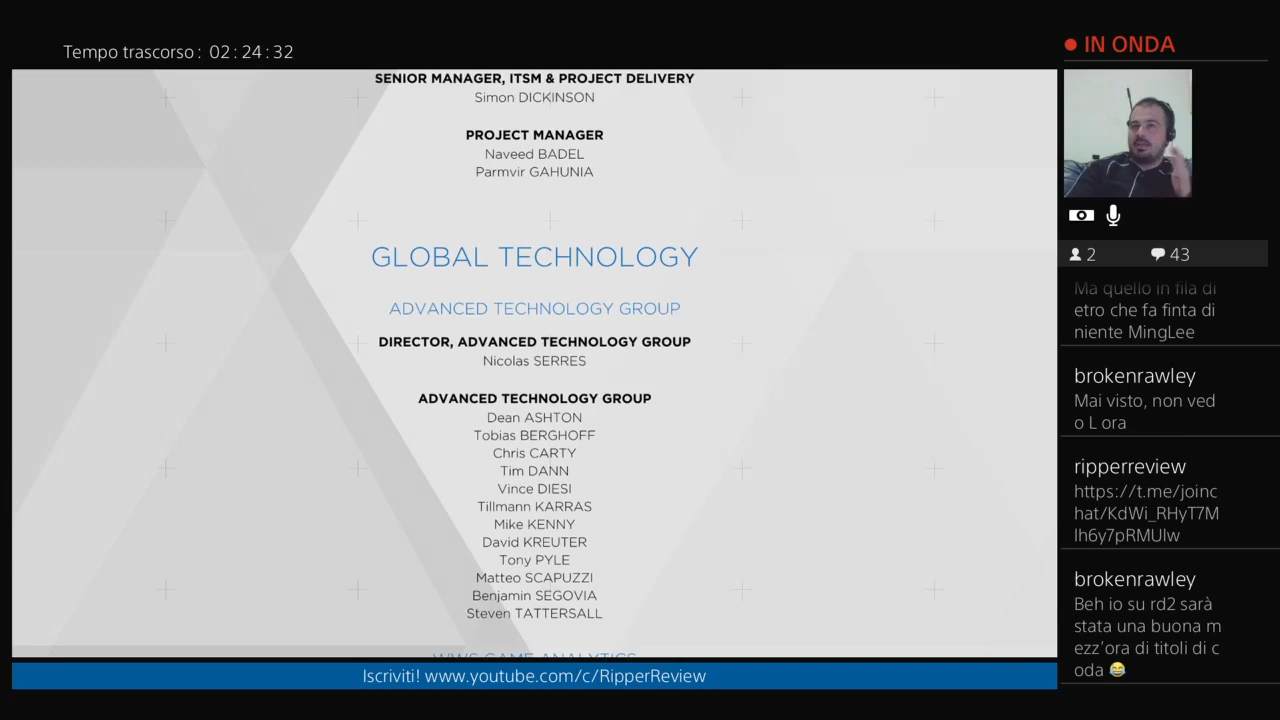 Tempo trascorso: 02:24:32
IN ONDA
SENIOR MANAGER, ITSM & PROJECT DELIVERY
Simon DICKINSON
PROJECT MANAGER
Naveed BADEL
Parmvir GAHUNIA
GLOBAL TECHNOLOGY
ADVANCED TECHNOLOGY GROUP
DIRECTOR, ADVANCED TECHNOLOGY GROUP
Nicolas SERRES
ADVANCED TECHNOLOGY GROUP
Dean ASHTON
Tobias BERGHOFF
Chris CARTY
Tim DANN
Vince DIESI
Tillmann KARRAS
Mike KENNY
David KREUTER
Tony PYLE
Matteo SCAPUZZI
Benjamin SEGOVIA
Steven TATTERSALL
WWS GAME ANALYTICS
Iscriviti! www.youtube.com/c/RipperReview
2
43
Ma quello in fila di
etro che fa finta di
niente MingLee
brokenrawley
Mai visto, non ved
o L ora
ripperreview
https://t.me/joinc
hat/KdWi_RHyT7M
lh6y7pRMUlw
brokenrawley
Beh io su rd2 sarà
stata una buona m
ezz’ora di titoli di c
oda 😂